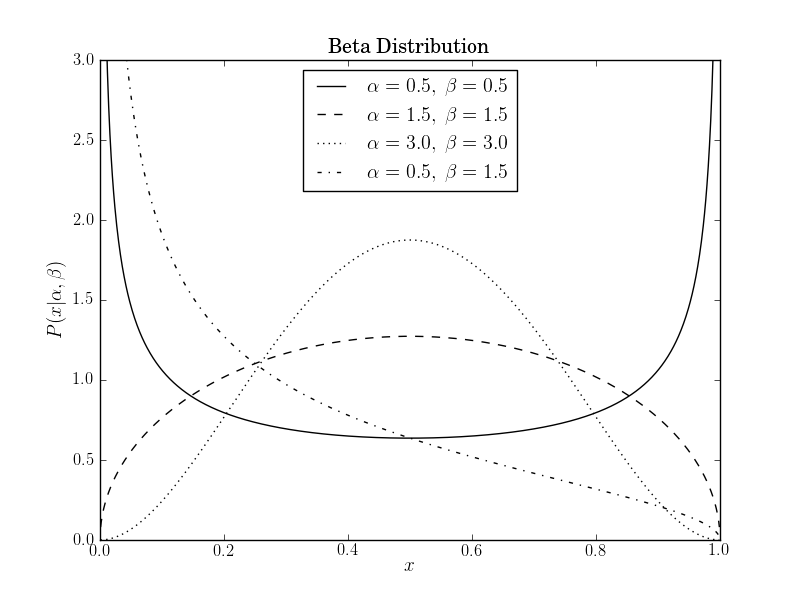 Beta Distribution
α = 0.5, β = 0.5
α = 1.5, β = 1.5
α = 3.0, β = 3.0
α = 0.5, β = 1.5
P(x|α, β)
3.0
2.5
2.0
1.5
1.0
0.5
0.0
0.0 0.2 0.4 0.6 0.8 1.0
x